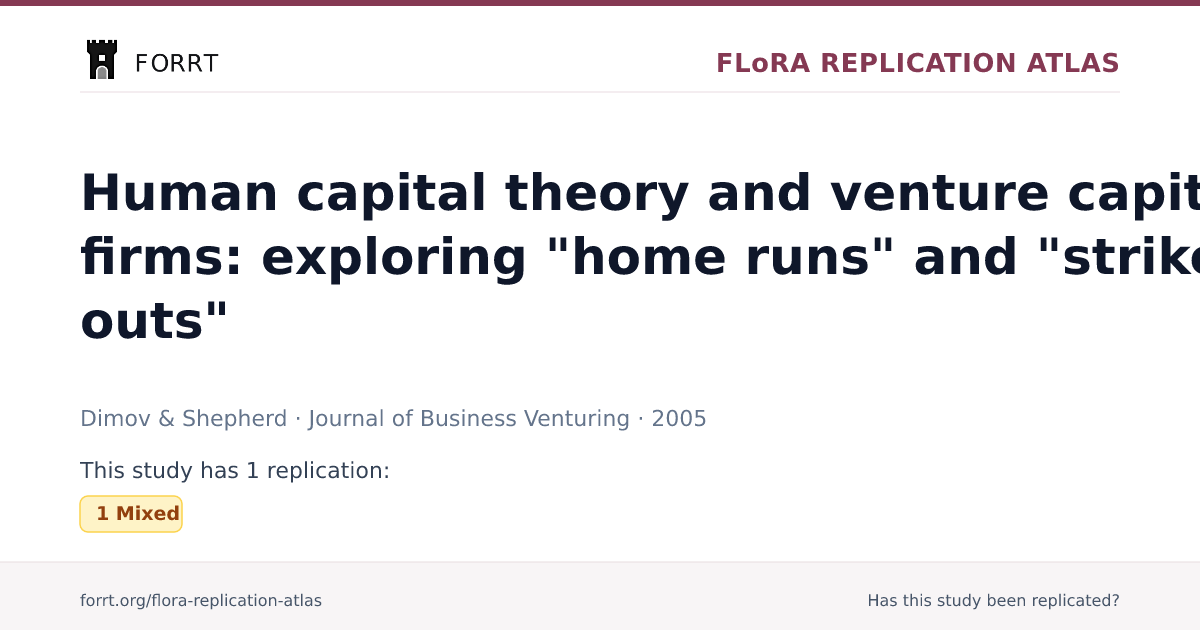 FORRT
FLoRA REPLICATION ATLAS
Human capital theory and venture capit
firms: exploring "home runs" and "strike
outs"
Dimov & Shepherd · Journal of Business Venturing · 2005
This study has 1 replication:
1 Mixed
forrt.org/flora-replication-atlas
Has this study been replicated?